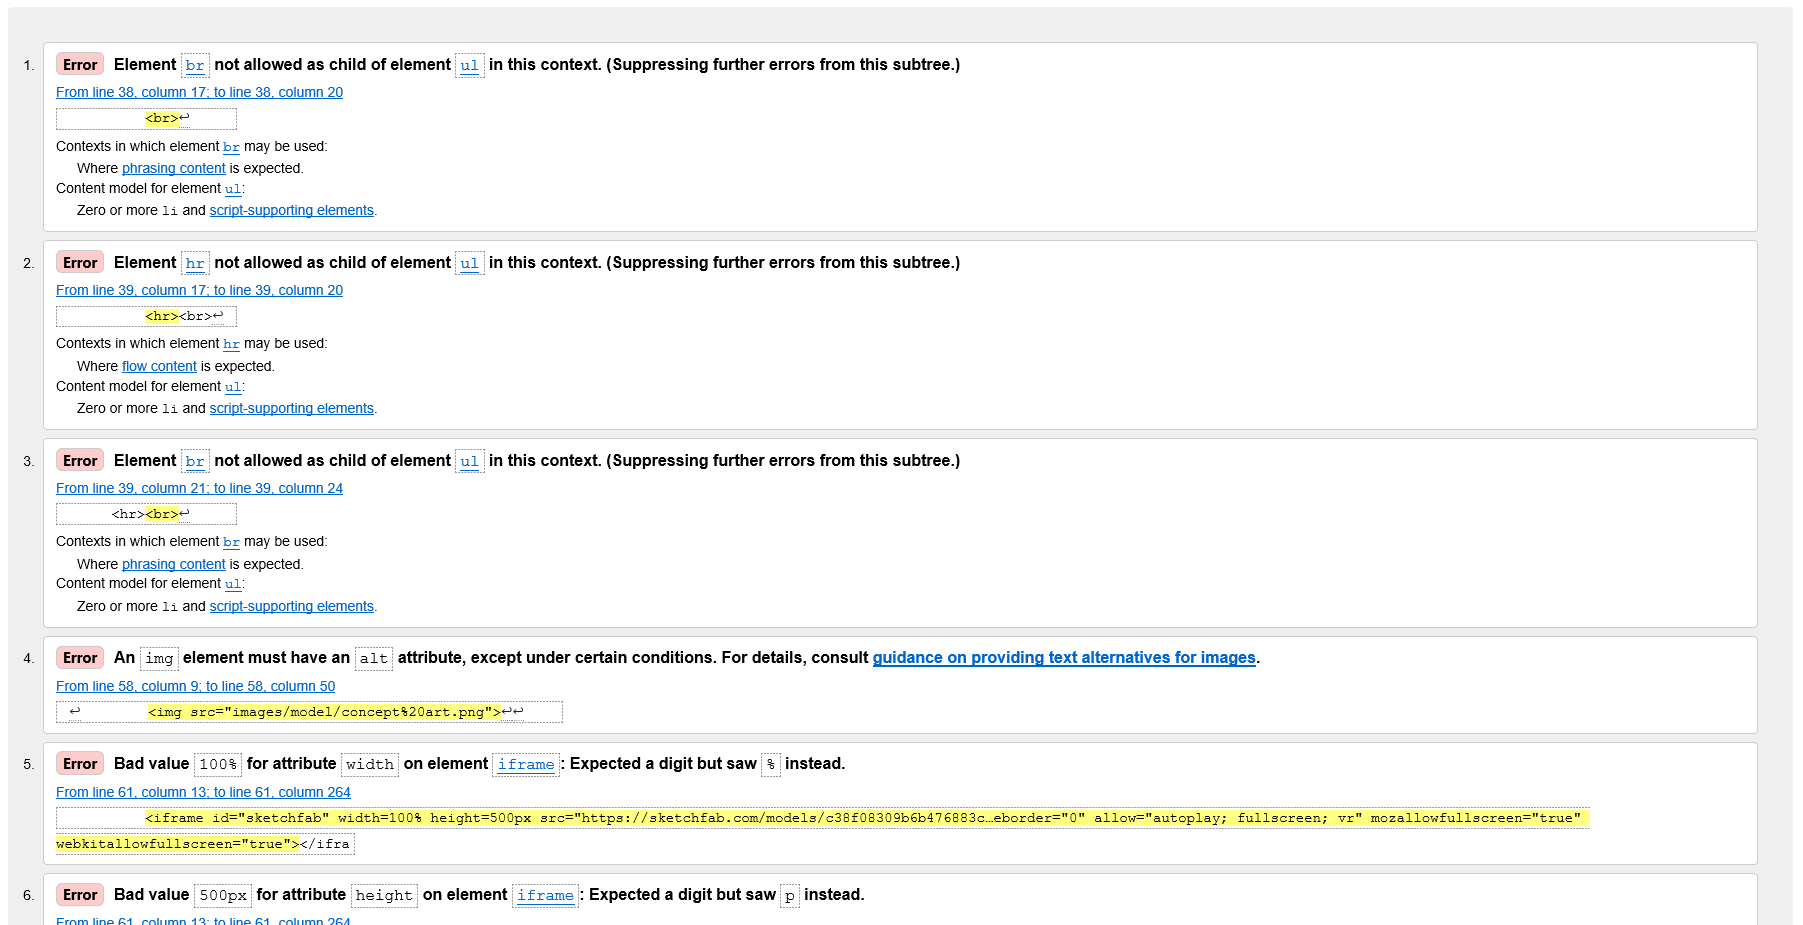 1. Error Element br not allowed as child of element ul in this context. (Suppressing further errors from this subtree.)
From line 38, column 17; to line 38, column 20
<br>↩
Contexts in which element br may be used:
Where phrasing content is expected.
Content model for element ul:
Zero or more li and script-supporting elements.
2. Error Element hr not allowed as child of element ul in this context. (Suppressing further errors from this subtree.)
From line 39, column 17; to line 39, column 20
<hr><br>↩
Contexts in which element hr may be used:
Where flow content is expected.
Content model for element ul:
Zero or more li and script-supporting elements.
3. Error Element br not allowed as child of element ul in this context. (Suppressing further errors from this subtree.)
From line 39, column 21; to line 39, column 24
<hr><br>↩
Contexts in which element br may be used:
Where phrasing content is expected.
Content model for element ul:
Zero or more li and script-supporting elements.
4. Error An img element must have an alt attribute, except under certain conditions. For details, consult guidance on providing text alternatives for images.
From line 58, column 9; to line 58, column 50
↩ <img src="images/model/concept%20art.png">↩↩
5. Error Bad value 100% for attribute width on element iframe: Expected a digit but saw % instead.
From line 61, column 13; to line 61, column 264
<iframe id="sketchfab" width=100% height=500px src="https://sketchfab.com/models/c38f08309b6b476883c…eborder="0" allow="autoplay; fullscreen; vr" mozallowfullscreen="true"
webkitallowfullscreen="true"></ifra
6. Error Bad value 500px for attribute height on element iframe: Expected a digit but saw p instead.
From line 61, column 13; to line 61, column 264